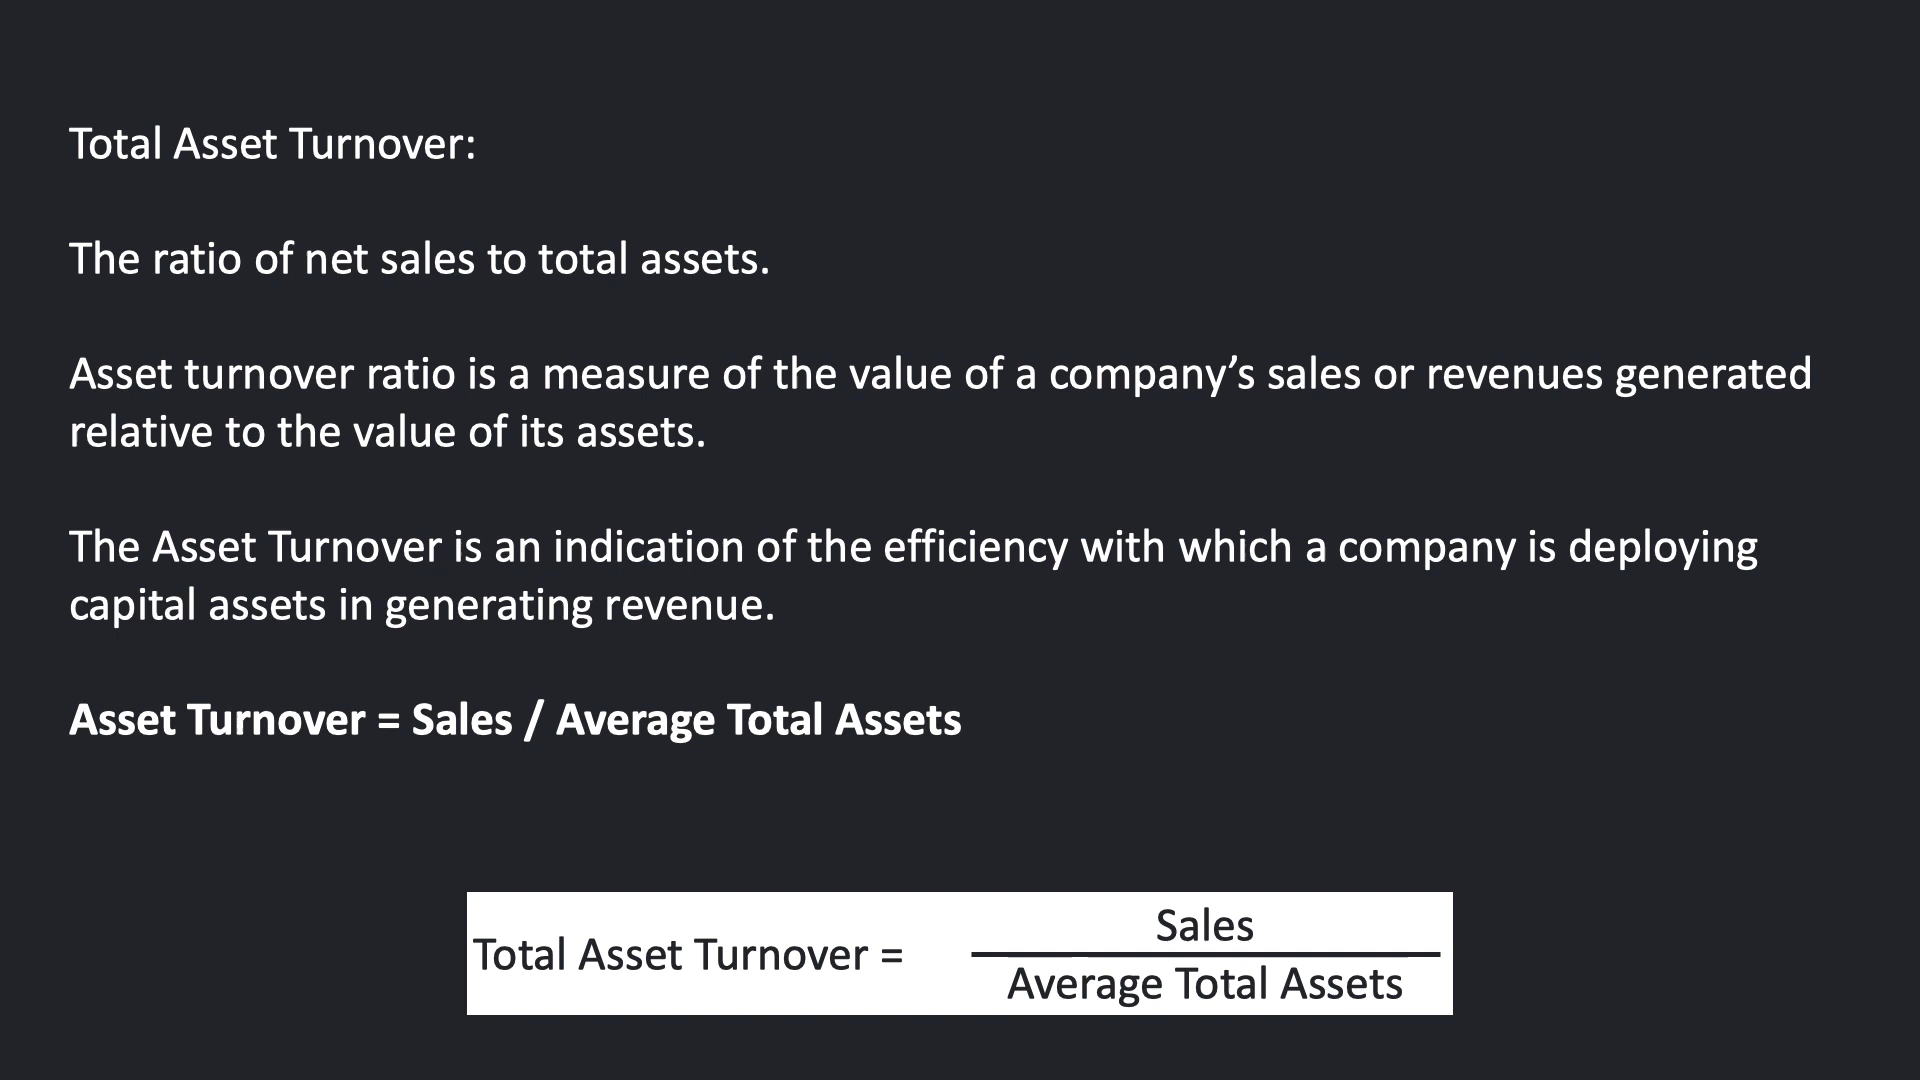 Total Asset Turnover:
The ratio of net sales to total assets.
Asset turnover ratio is a measure of the value of a company’s sales or revenues generated
relative to the value of its assets.
The Asset Turnover is an indication of the efficiency with which a company is deploying
capital assets in generating revenue.
Asset Turnover = Sales / Average Total Assets
Total Asset Turnover =
Sales
Average Total Assets